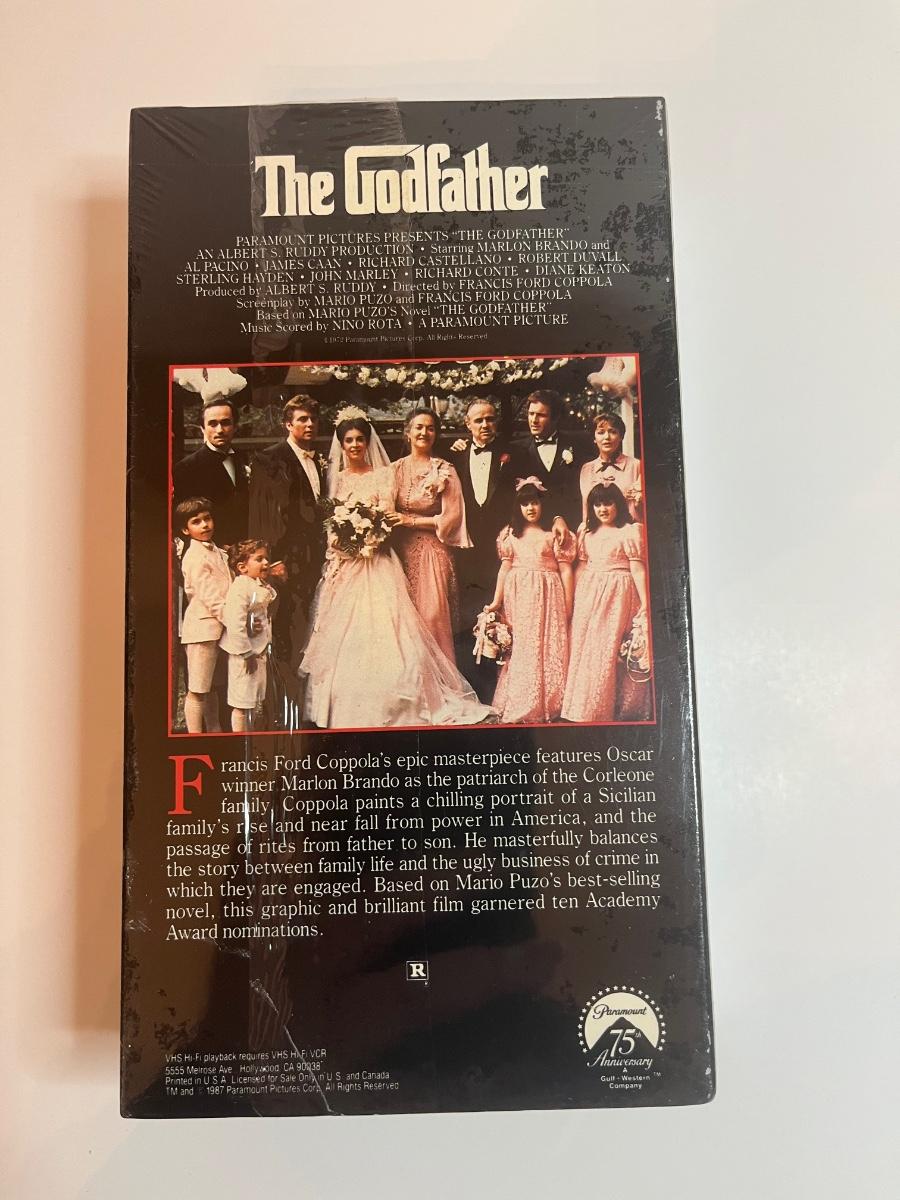 The Godfather
PARAMOUNT PICTURES PRESENTS "THE GODFATHER"
AN ALBERT S. RUDDY PRODUCTION • Starring MARLON BRANDO and
AL PACINO • JAMES CAAN • RICHARD CASTELLANO • ROBERT DUVALL
STERLING HAYDEN • JOHN MARLEY • RICHARD CONTE • DIANE KEATON
Produced by ALBERT S. RUDDY • Directed by FRANCIS FORD COPPOLA
Screenplay by MARIO PUZO and FRANCIS FORD COPPOLA
Based on MARIO PUZO'S Novel "THE GODFATHER"
Music Scored by NINO ROTA • A PARAMOUNT PICTURE
©1972 Paramount Pictures Corp. All Rights Reserved
Francis Ford Coppola's epic masterpiece features Oscar
winner Marlon Brando as the patriarch of the Corleone
family. Coppola paints a chilling portrait of a Sicilian
family's rise and near fall from power in America, and the
passage of rites from father to son. He masterfully balances
the story between family life and the ugly business of crime in
which they are engaged. Based on Mario Puzo's best-selling
novel, this graphic and brilliant film garnered ten Academy
Award nominations.
R
VHS Hi-Fi playback requires VHS Hi-Fi VCR
5555 Melrose Ave Hollywood, CA 90038
Printed in U.S.A. Licensed for Sale Only in U.S. and Canada
TM and © 1987 Paramount Pictures Corp. All Rights Reserved
Paramount
75th
Anniversary
A
Gulf+Western TM
Company